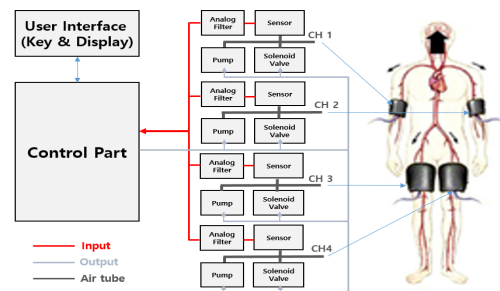 User Interface
(Key & Display)
Control Part
Analog
Filter
Sensor
CH 1
Pump
Solenoid
Valve
Analog
Filter
Sensor
CH 2
Pump
Solenoid
Valve
Analog
Filter
Sensor
CH 3
Pump
Solenoid
Valve
Analog
Filter
Sensor
CH4
Pump
Solenoid
Valve
Input
Output
Air tube